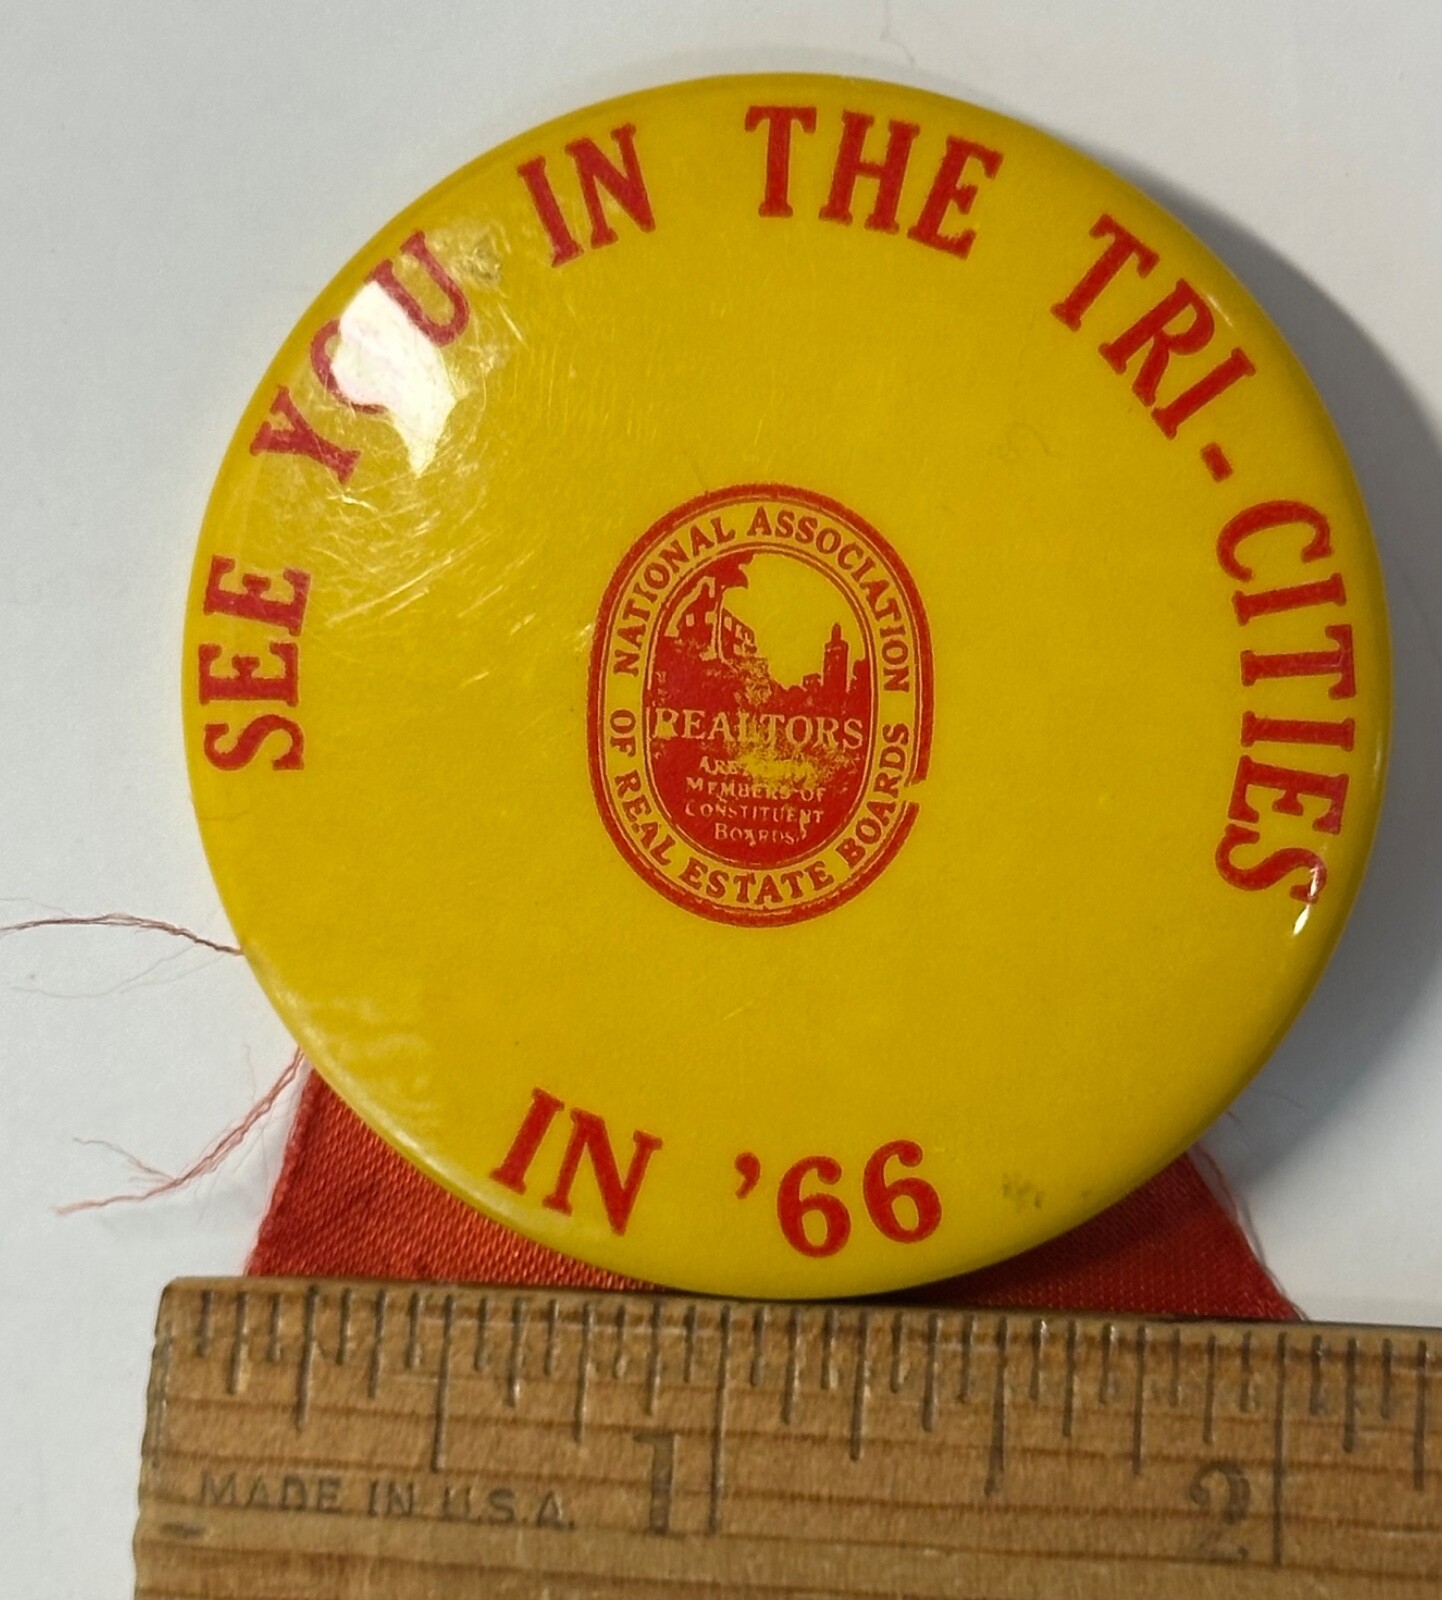 SEE YOU IN THE TRI-CITIES
IN '66
NATIONAL ASSOCIATION
OF REAL ESTATE BOARDS
REALTORS
ARE
MEMBERS OF
CONSTITUENT
BOARDS
1
2
MADE IN U.S.A.